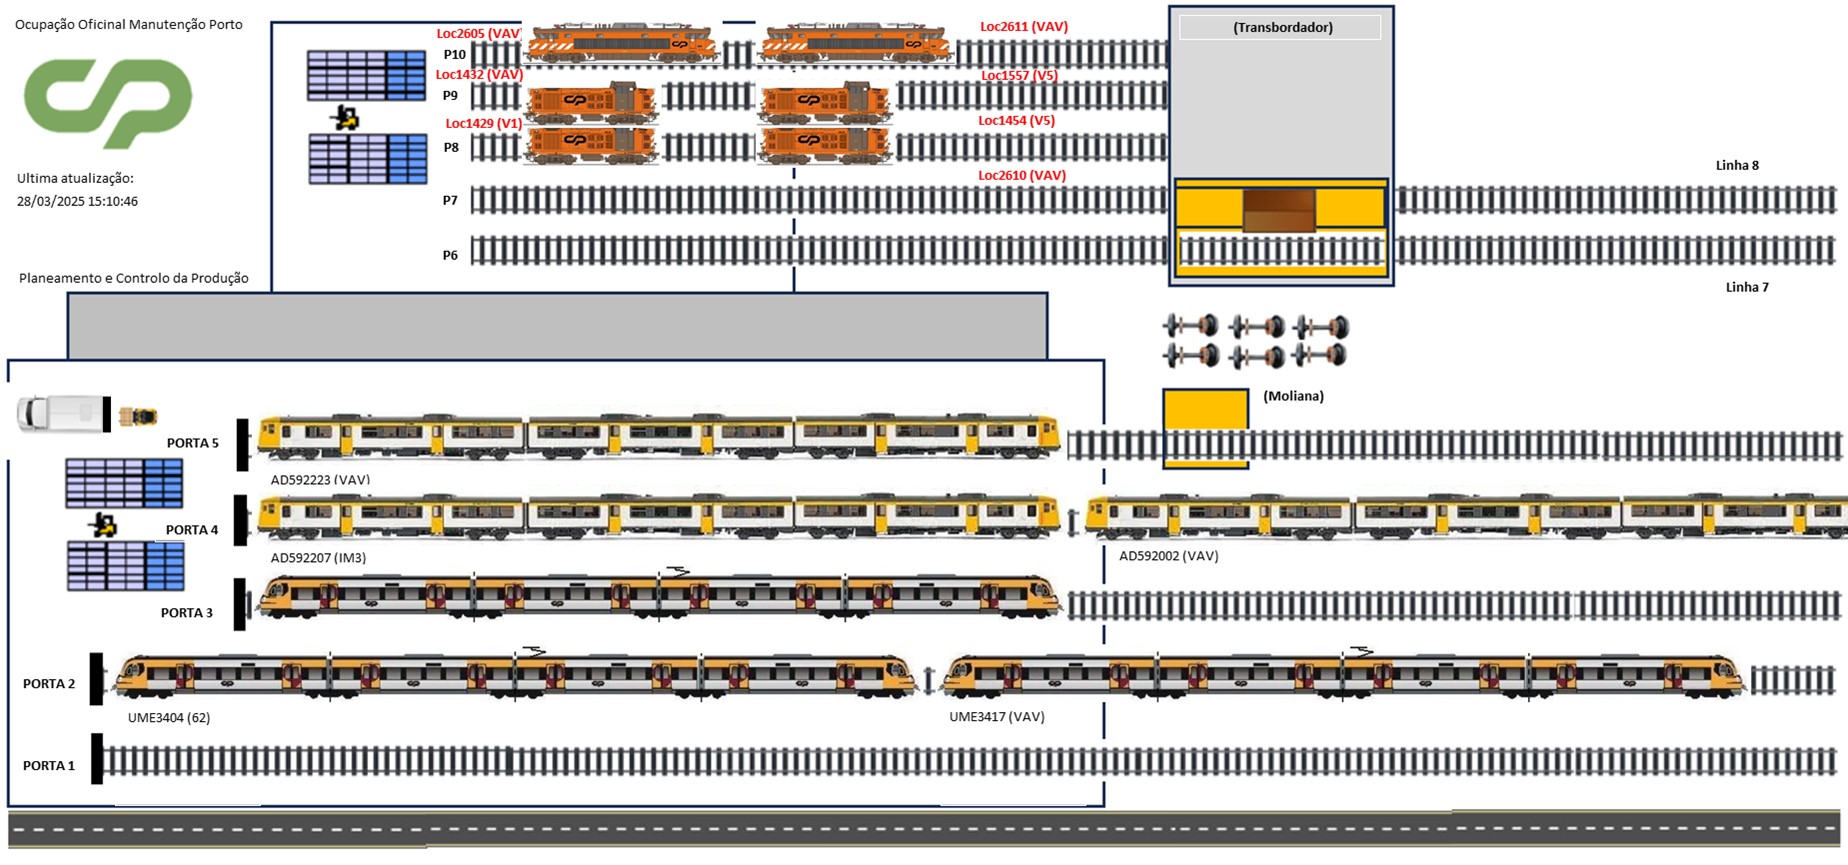 Ocupação Oficinal Manutenção Porto
CP
Ultima atualização:
28/03/2025 15:10:46
Planeamento e Controlo da Produção
Loc2605 (VAV)
Loc2611 (VAV)
P10
Loc1432 (VAV)
Loc1557 (V5)
P9
Loc1429 (V1)
Loc1454 (V5)
P8
Loc2610 (VAV)
P7
P6
(Transbordador)
Linha 8
Linha 7
(Moliana)
PORTA 5
AD592223 (VAV)
PORTA 4
AD592207 (IM3)
AD592002 (VAV)
PORTA 3
PORTA 2
UME3404 (62)
UME3417 (VAV)
PORTA 1